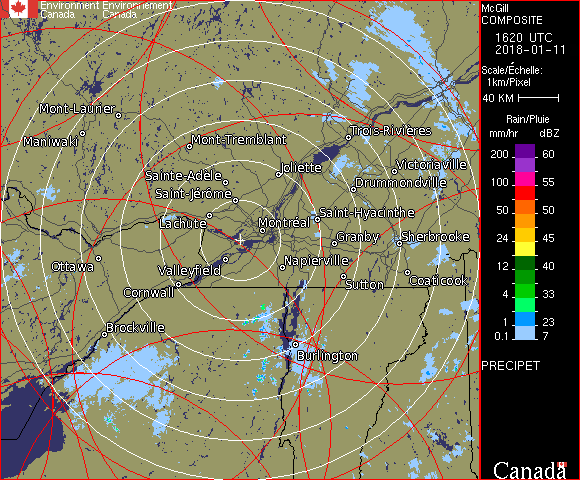 Environment Environnement
Canada Canada
McGill
COMPOSITE
1620 UTC
2018-01-11
Scale/Échelle:
1km/Pixel
40 KM
Rain/Pluie
mm/hr dBZ
200 60
100 55
50 50
24 45
12 40
4 33
1 23
0.1 7
PRECIPET
Canada
Mont-Laurier
Maniwaki
Mont-Tremblant
Trois-Rivières
Sainte-Adèle
Joliette
Victoriaville
Saint-Jérôme
Drummondville
Lachute
Montréal
Saint-Hyacinthe
Granby
Sherbrooke
Ottawa
Valleyfield
Napierville
Cornwall
Sutton
Coaticook
Brockville
Burlington